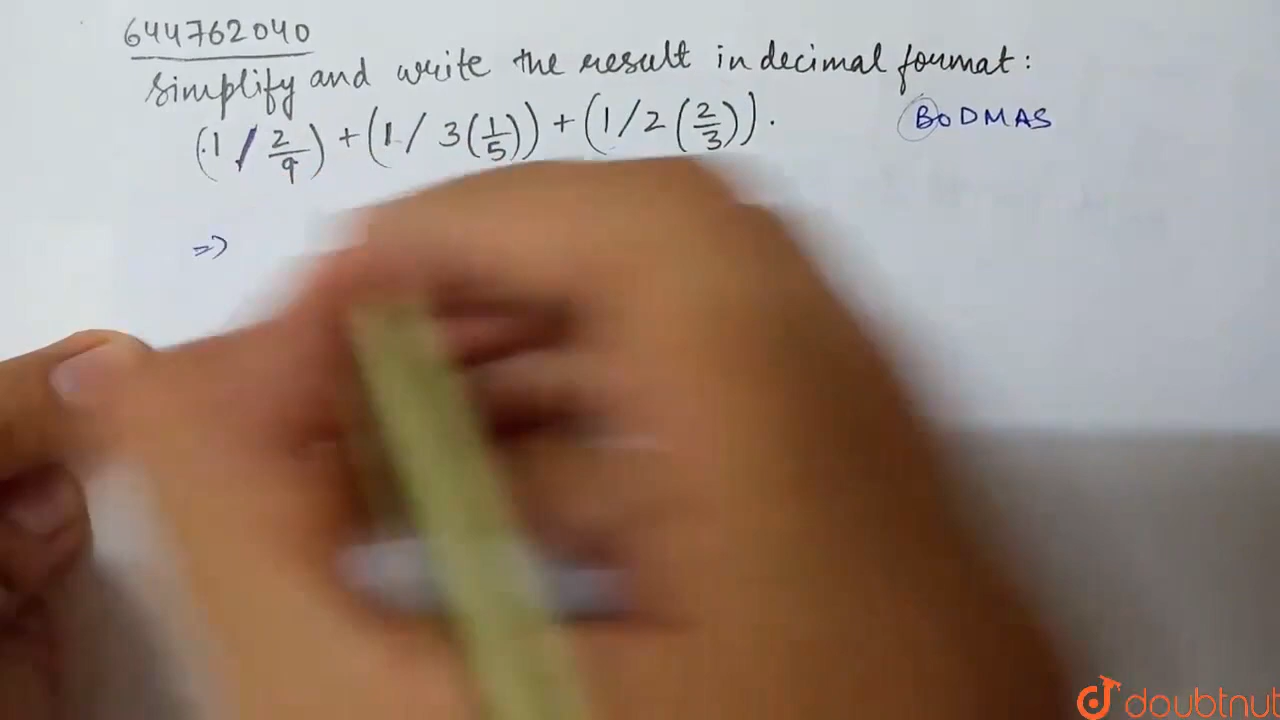 644762040
Simplify and write the result in decimal format:
(1 / 2/9) + (1 / 3(1/5)) + (1/2(2/3)). BODMAS
=>
doubtnut